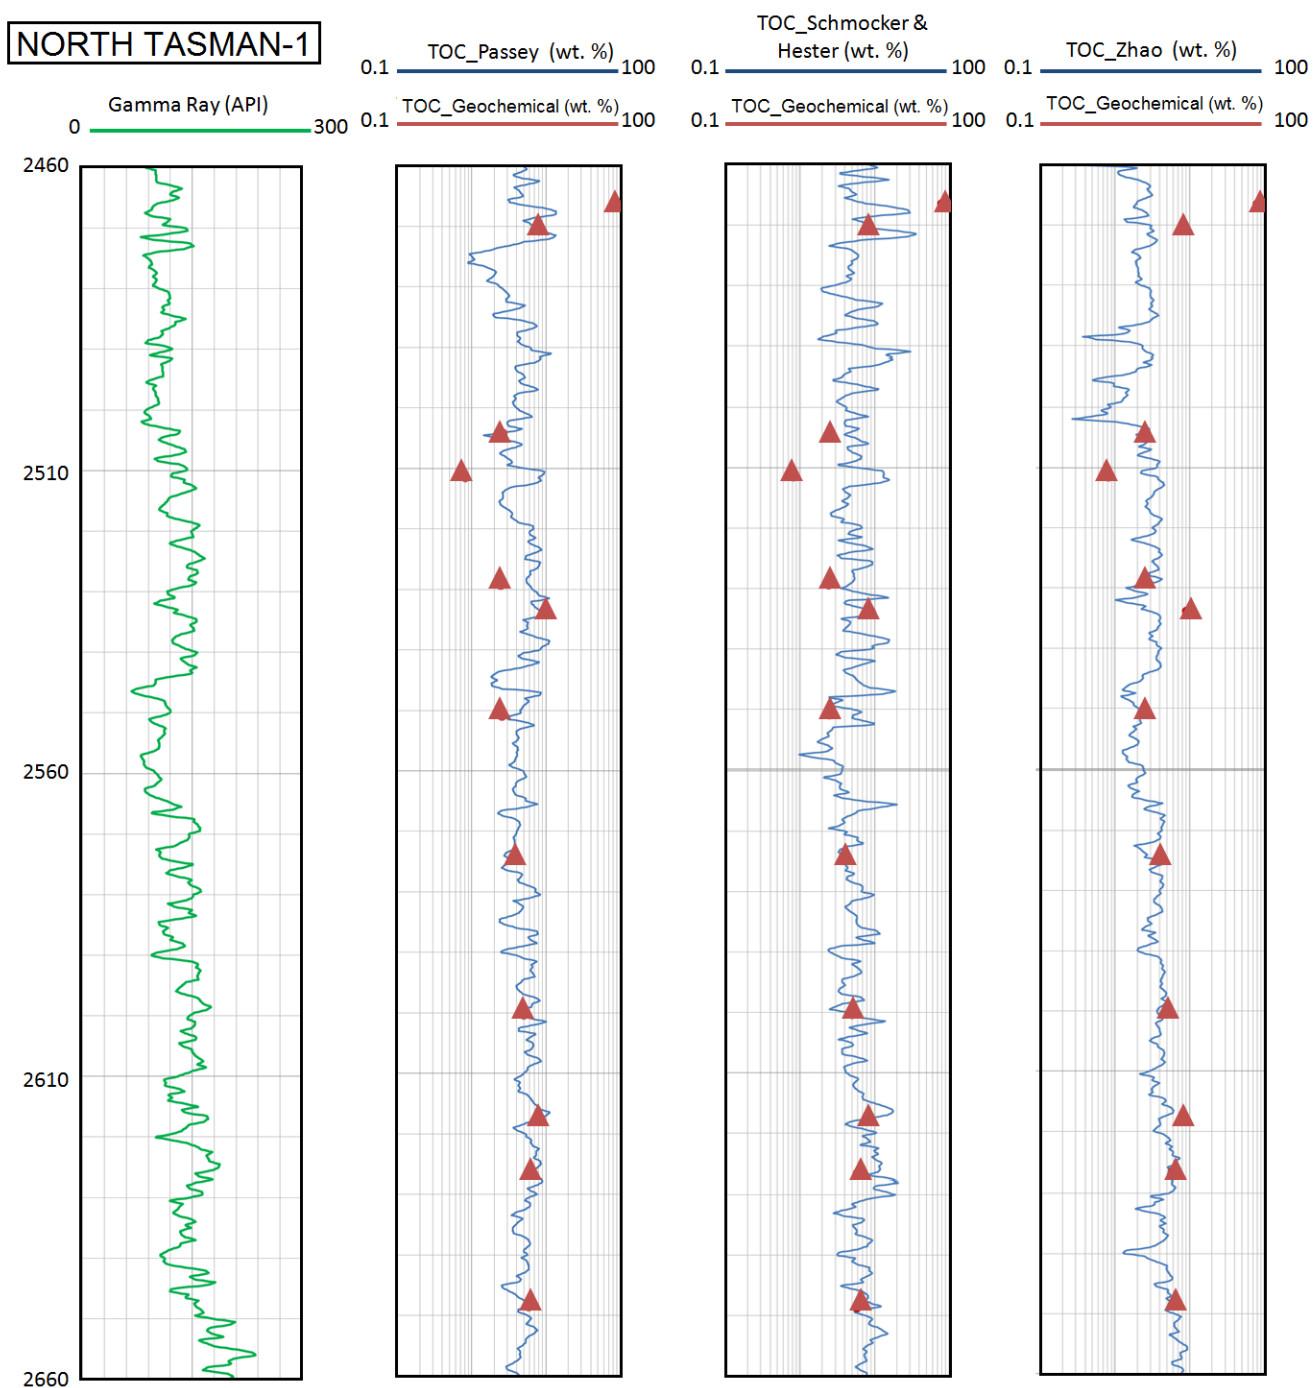 NORTH TASMAN-1
Gamma Ray (API)
0 300
TOC_Passey (wt. %)
0.1 100
TOC_Geochemical (wt. %)
0.1 100
TOC_Schmocker &
Hester (wt. %)
0.1 100
TOC_Geochemical (wt. %)
0.1 100
TOC_Zhao (wt. %)
0.1 100
TOC_Geochemical (wt. %)
0.1 100
2460
2510
2560
2610
2660